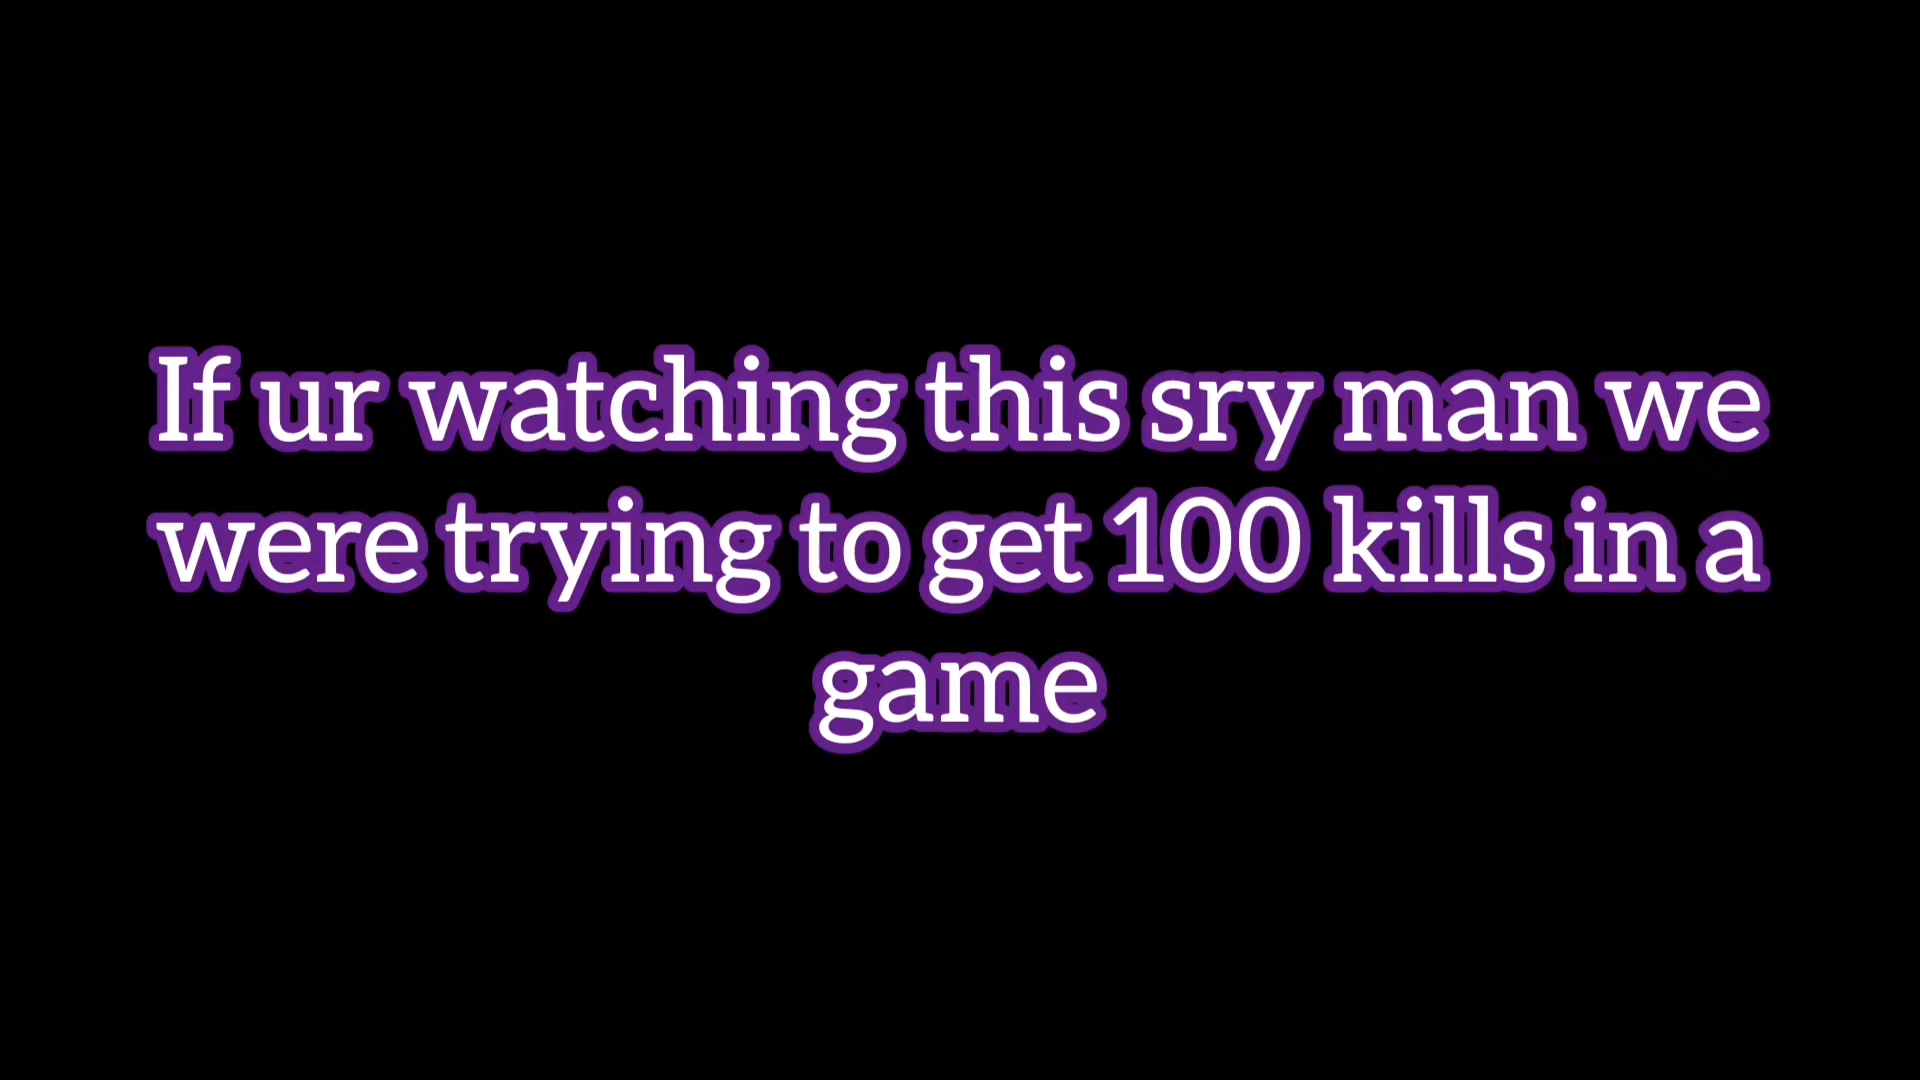 If ur watching this sry man we
were trying to get 100 kills in a
game